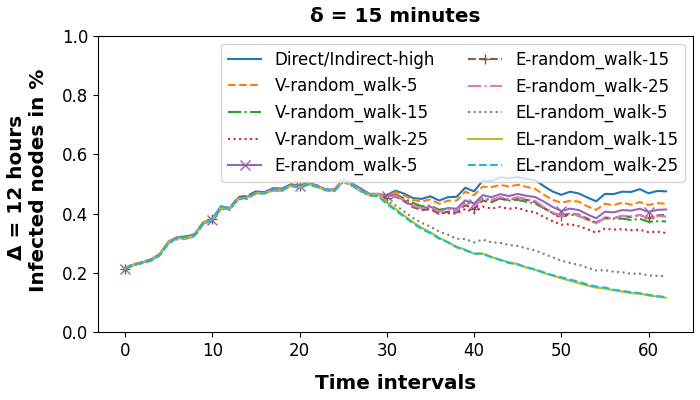 δ = 15 minutes
Δ = 12 hours
Infected nodes in %
1.0
0.8
0.6
0.4
0.2
0.0
Direct/Indirect-high
V-random_walk-5
V-random_walk-15
V-random_walk-25
E-random_walk-5
E-random_walk-15
E-random_walk-25
EL-random_walk-5
EL-random_walk-15
EL-random_walk-25
0 10 20 30 40 50 60
Time intervals